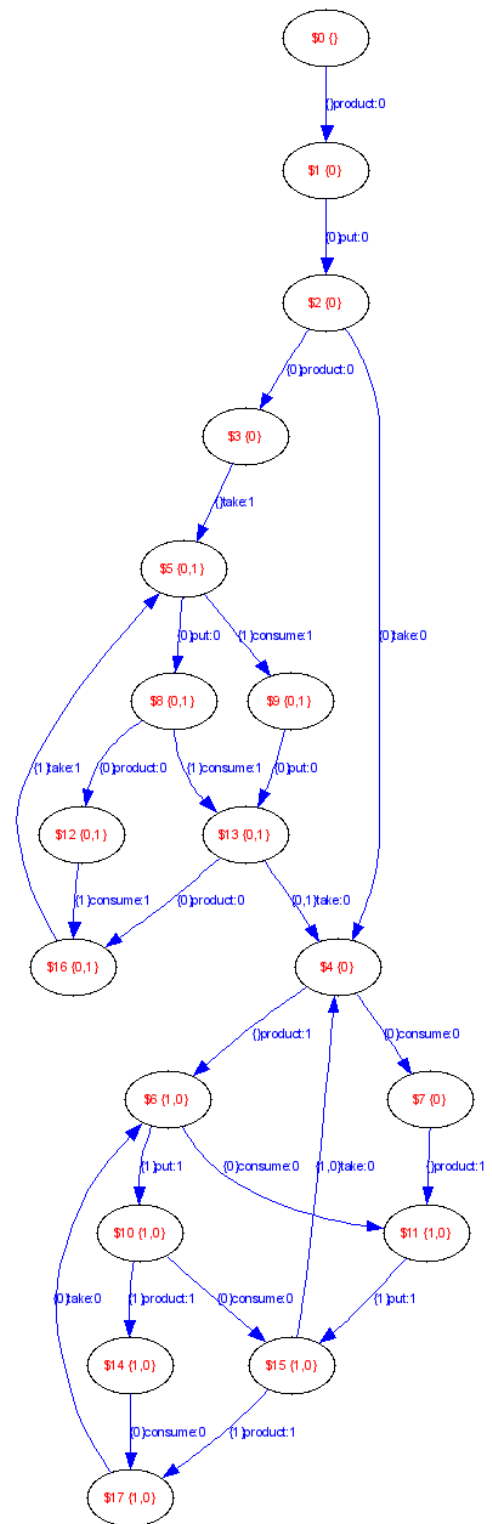 $0 {}
{}product:0
$1 {0}
{0}put:0
$2 {0}
{0}product:0
$3 {0}
{}take:1
$5 {0,1}
{0}take:0
{0}put:0
{1}consume:1
$8 {0,1}
$9 {0,1}
{1}take:1
{0}product:0
{1}consume:1
{0}put:0
$12 {0,1}
$13 {0,1}
{1}consume:1
{0}product:0
{0,1}take:0
$16 {0,1}
$4 {0}
{}product:1
{0}consume:0
$6 {1,0}
$7 {0}
{1}put:1
{0}consume:0
{1,0}take:0
{}product:1
$10 {1,0}
$11 {1,0}
{0}take:0
{1}product:1
{0}consume:0
{1}put:1
$14 {1,0}
$15 {1,0}
{0}consume:0
{1}product:1
$17 {1,0}